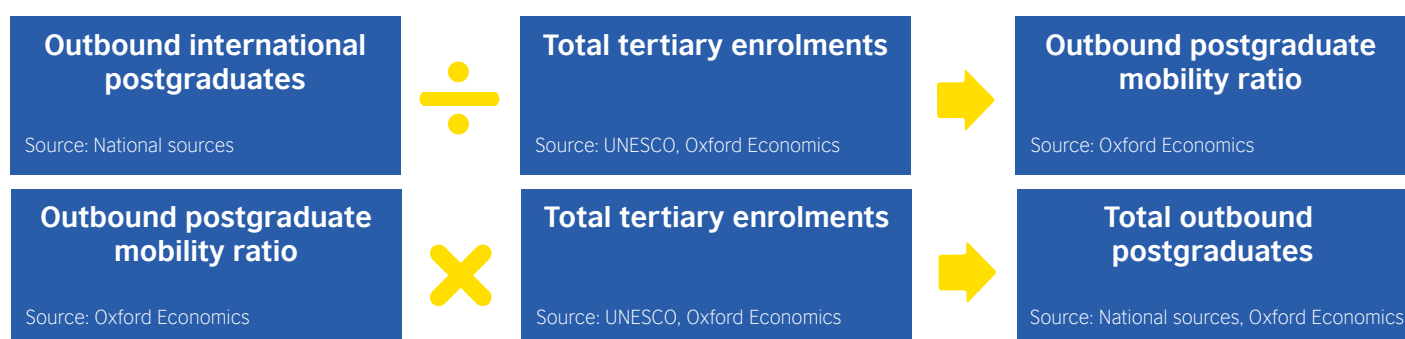 Outbound international
postgraduates
Source: National sources
Total tertiary enrolments
Source: UNESCO, Oxford Economics
Outbound postgraduate
mobility ratio
Source: Oxford Economics
Outbound postgraduate
mobility ratio
Source: Oxford Economics
Total tertiary enrolments
Source: UNESCO, Oxford Economics
Total outbound
postgraduates
Source: National sources, Oxford Economics